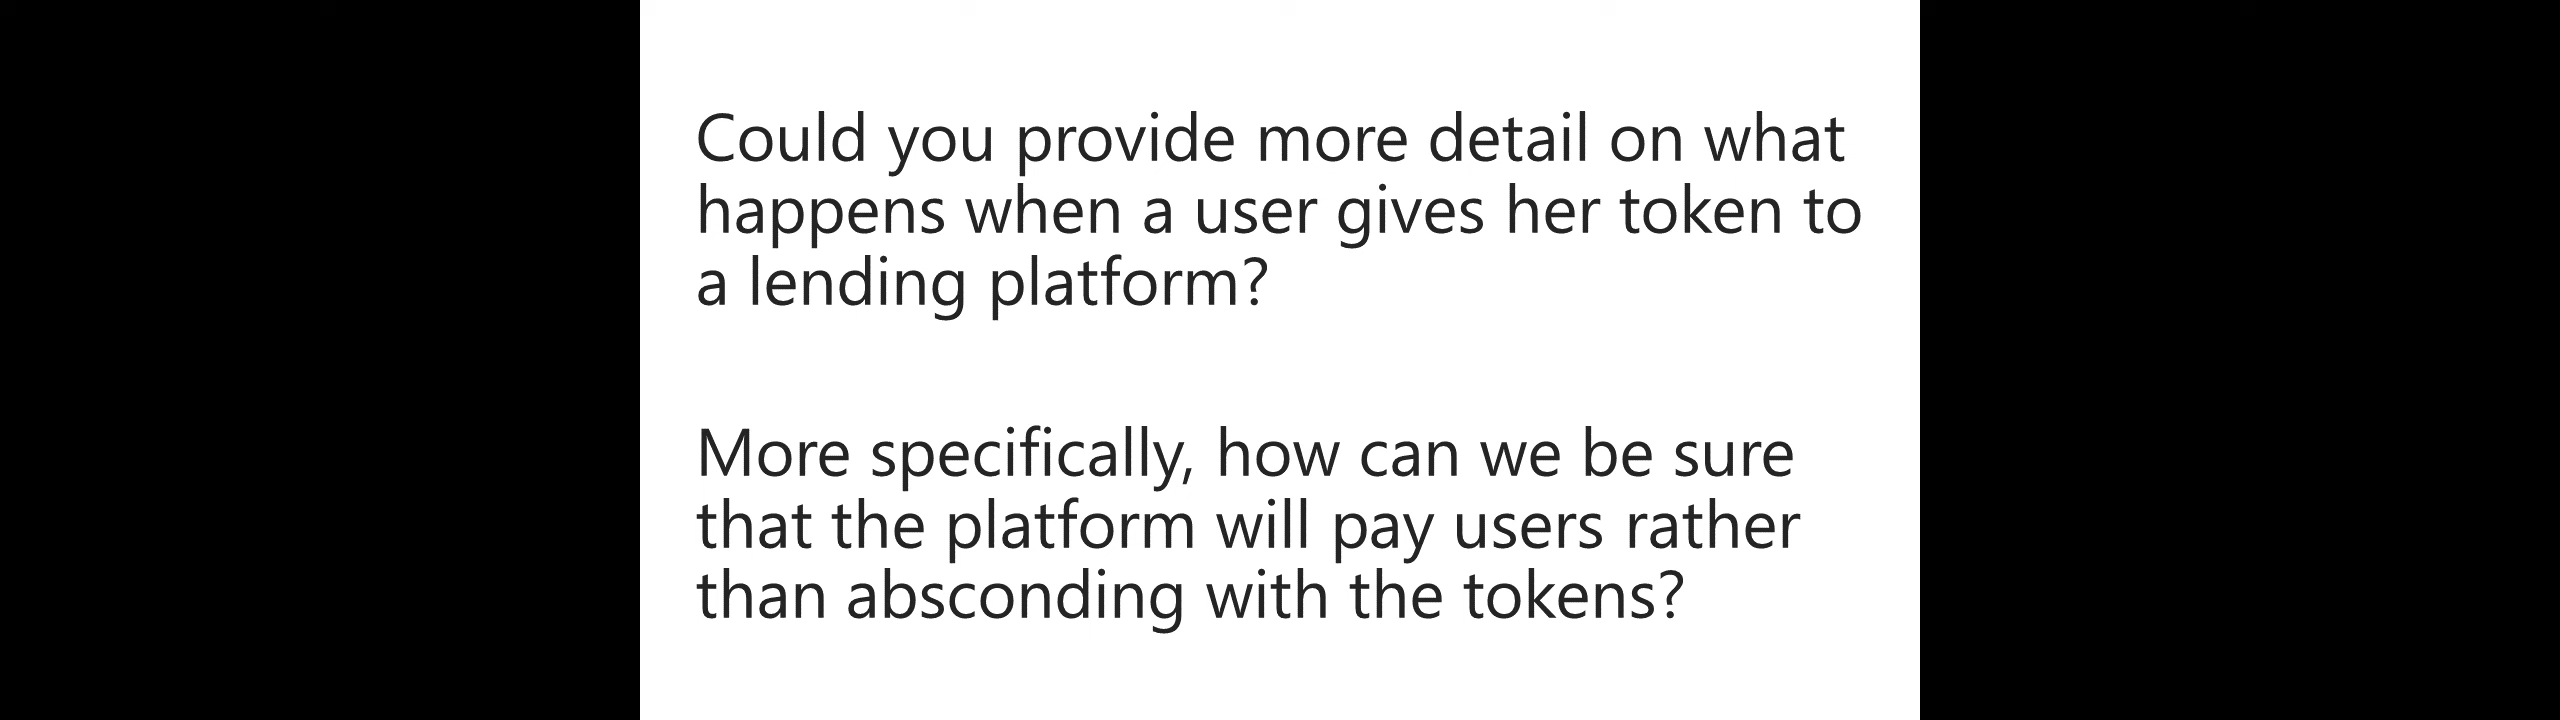 Could you provide more detail on what
happens when a user gives her token to
a lending platform?
More specifically, how can we be sure
that the platform will pay users rather
than absconding with the tokens?